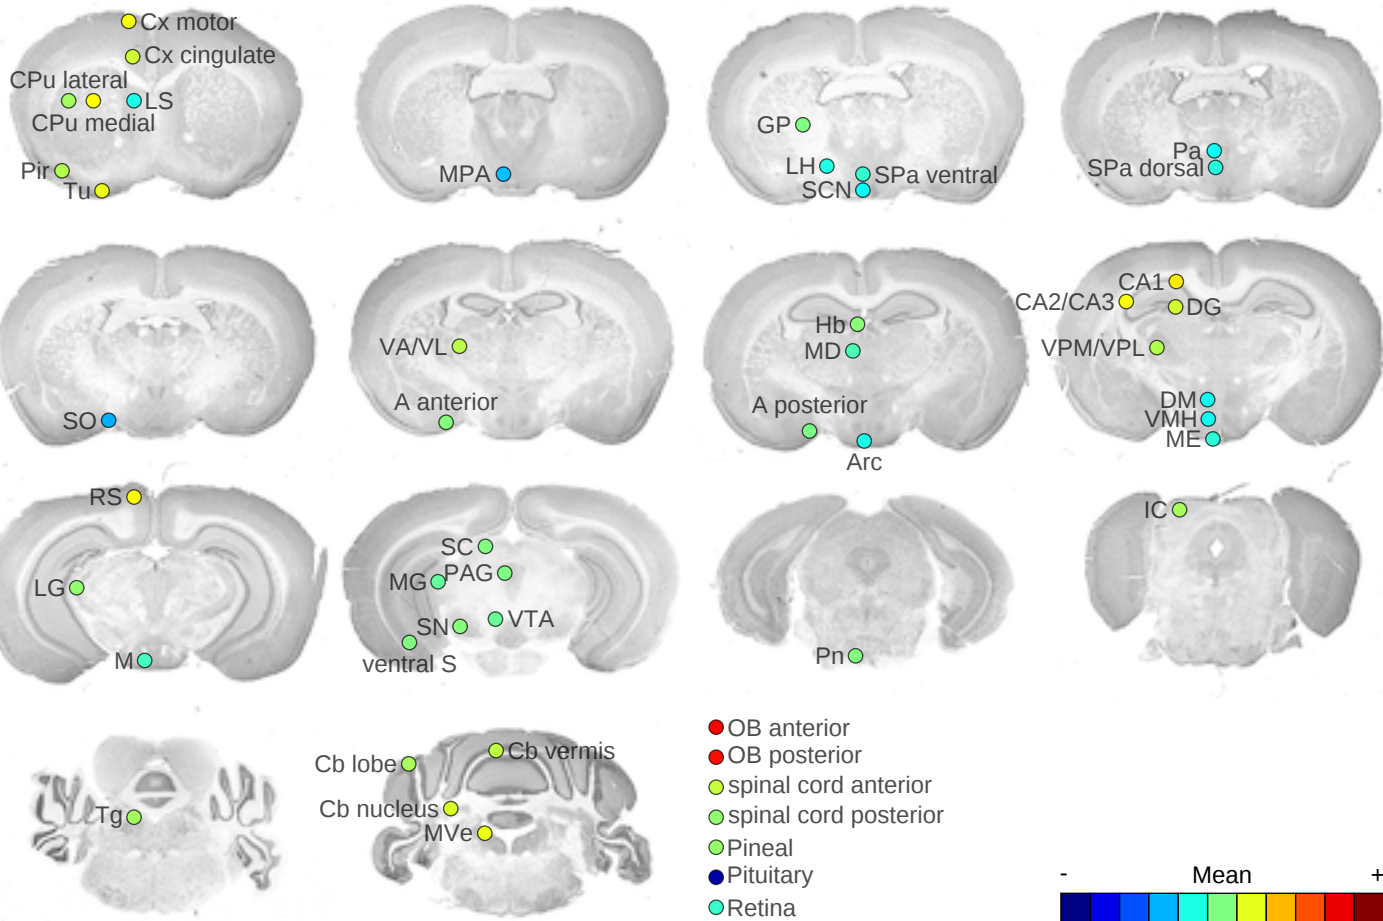 Cx motor
Cx cingulate
CPu lateral
LS
CPu medial
Pir
Tu
MPA
GP
LH
SPa ventral
SCN
Pa
SPa dorsal
SO
VA/VL
A anterior
Hb
MD
A posterior
Arc
CA1
CA2/CA3
DG
VPM/VPL
DM
VMH
ME
RS
LG
M
SC
PAG
MG
VTA
SN
ventral S
Pn
IC
Tg
Cb lobe
Cb vermis
Cb nucleus
MVe
OB anterior
OB posterior
spinal cord anterior
spinal cord posterior
Pineal
Pituitary
Retina
- Mean +